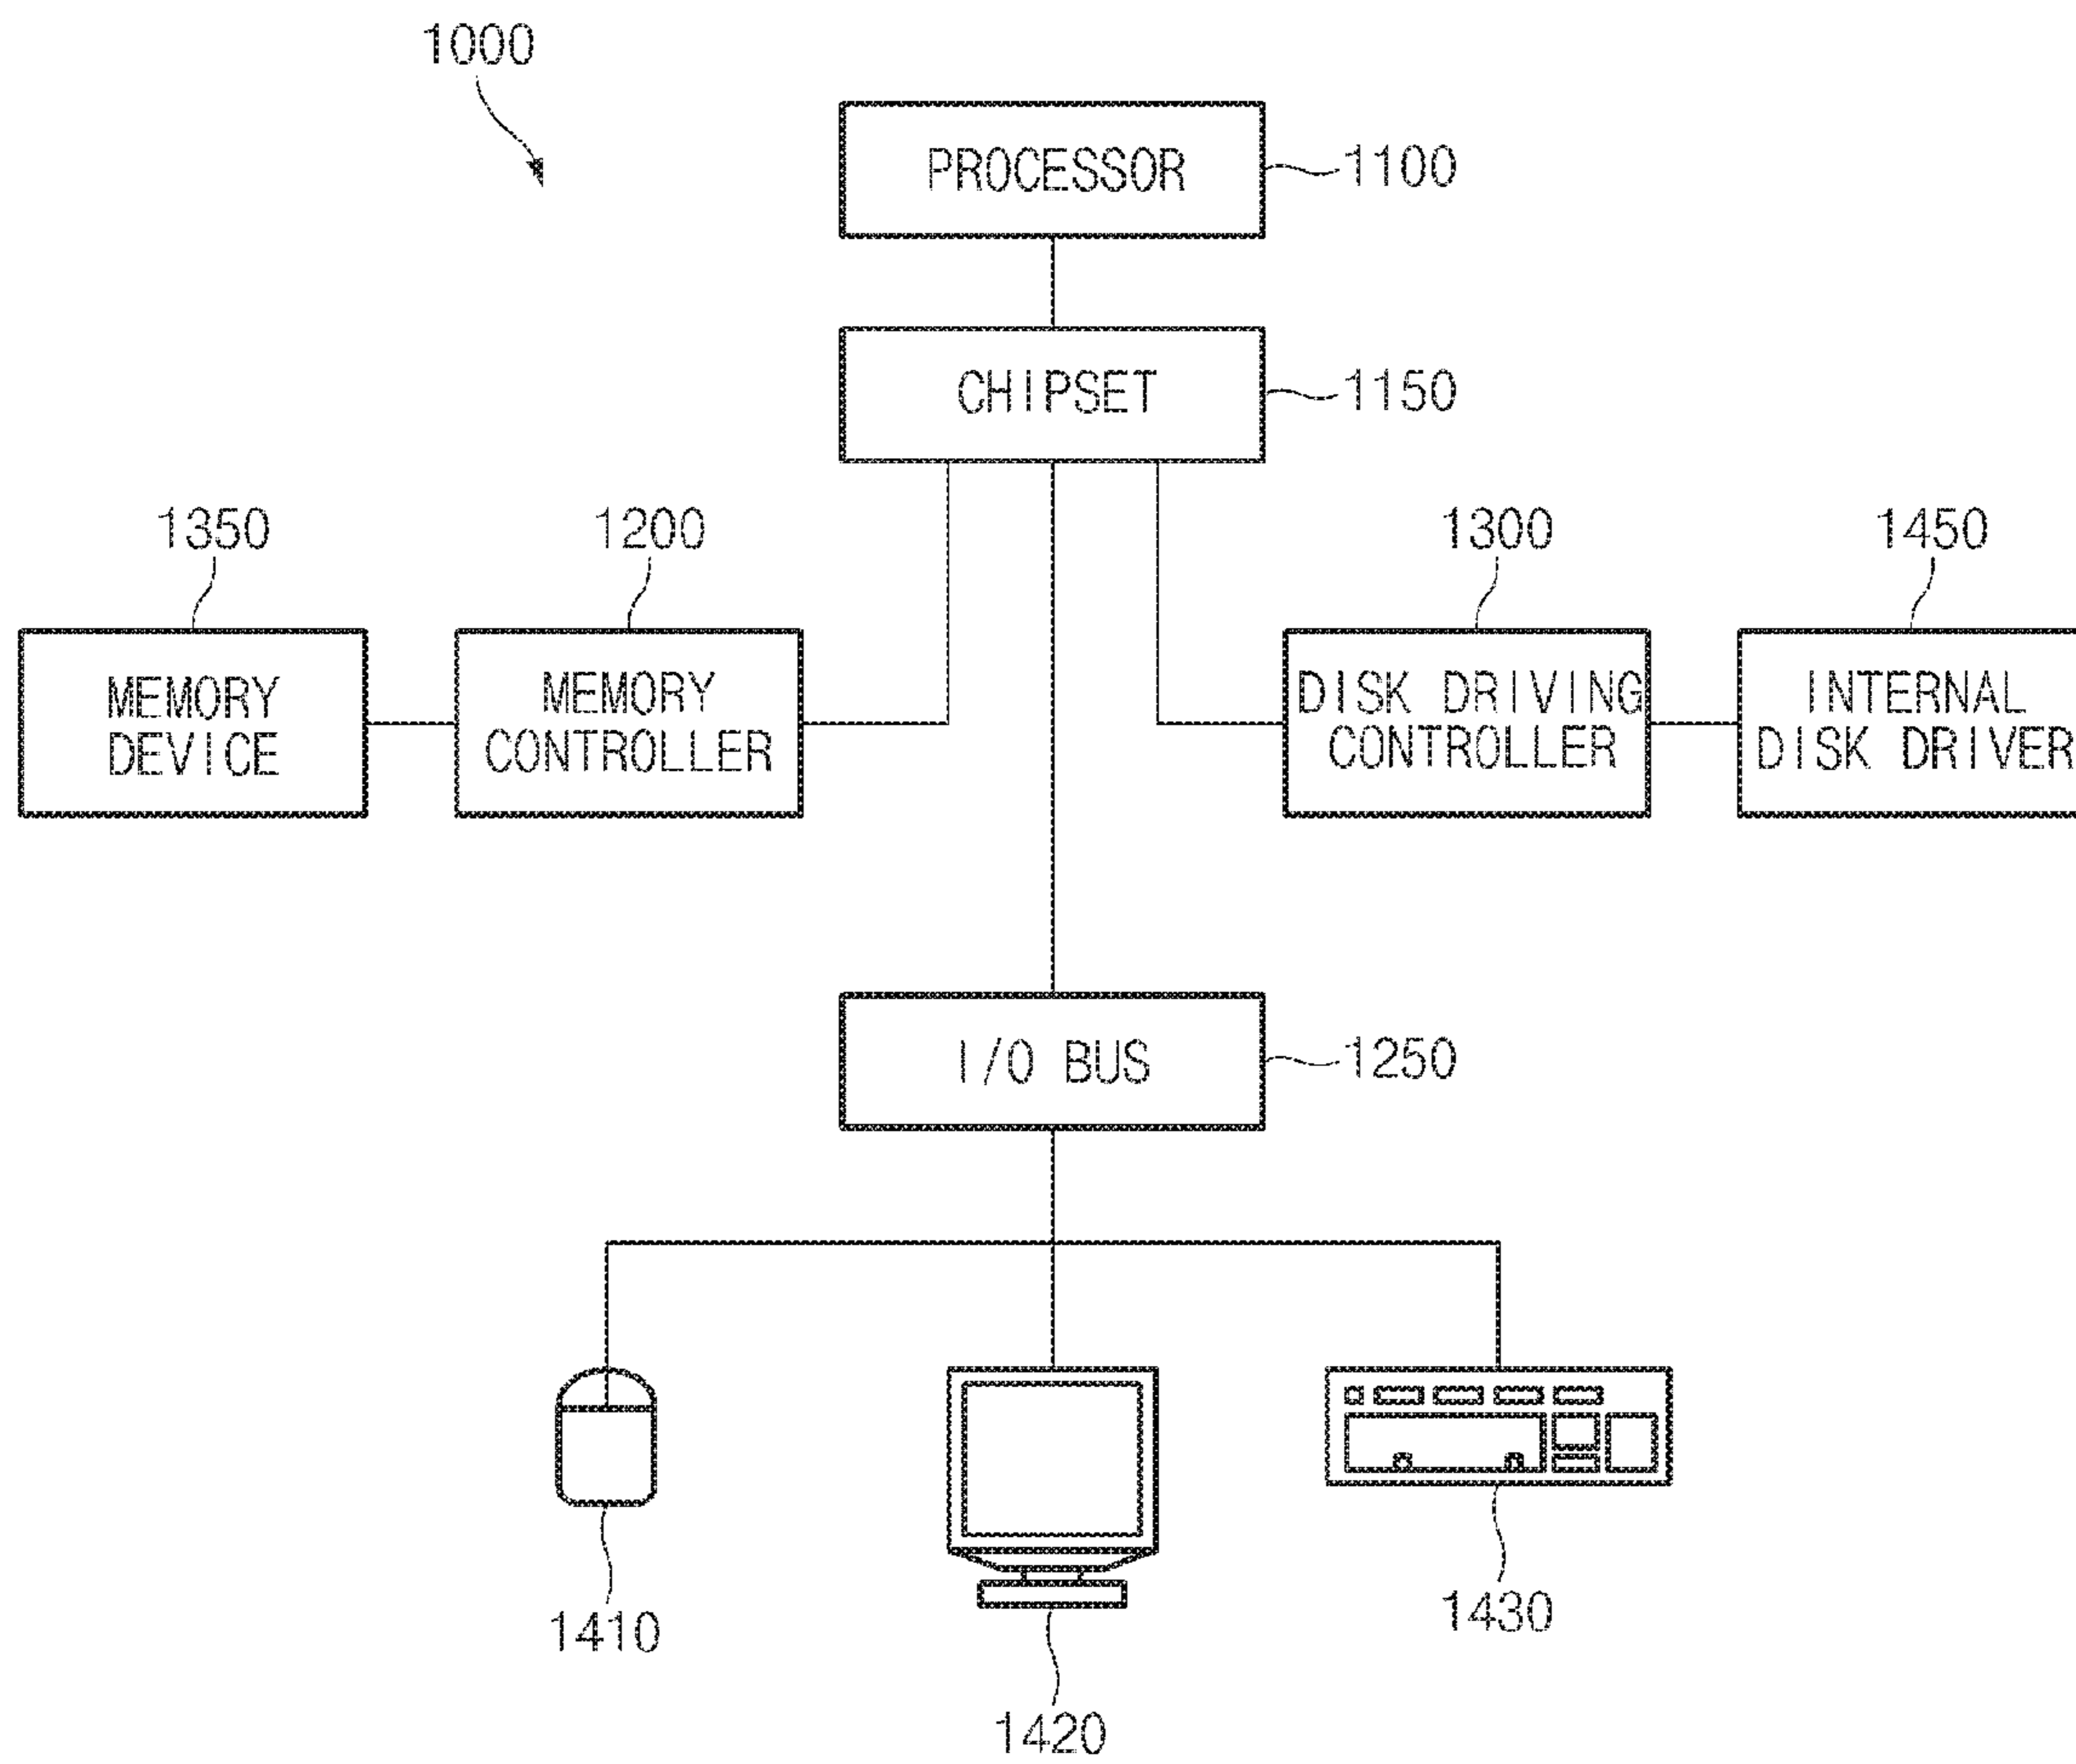 1000
PROCESSOR
1100
CHIPSET
1150
1350
1200
1300
1450
MEMORY
DEVICE
MEMORY
CONTROLLER
DISK DRIVING
CONTROLLER
INTERNAL
DISK DRIVER
I/O BUS
1250
1410
1420
1430